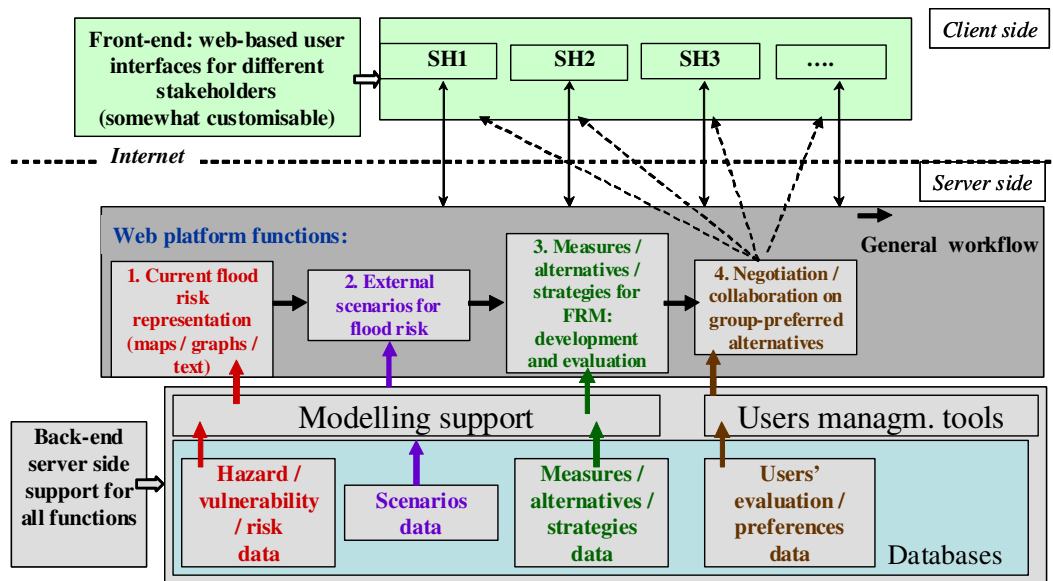 Client side
Front-end: web-based user
interfaces for different
stakeholders
(somewhat customisable)
SH1
SH2
SH3
….
Internet
Server side
Web platform functions:
General workflow
1. Current flood
risk
representation
(maps / graphs /
text)
2. External
scenarios for
flood risk
3. Measures /
alternatives /
strategies for
FRM:
development
and evaluation
4. Negotiation /
collaboration on
group-preferred
alternatives
Back-end
server side
support for
all functions
Modelling support
Users managm. tools
Hazard /
vulnerability
/ risk
data
Scenarios
data
Measures /
alternatives /
strategies
data
Users’
evaluation /
preferences
data
Databases